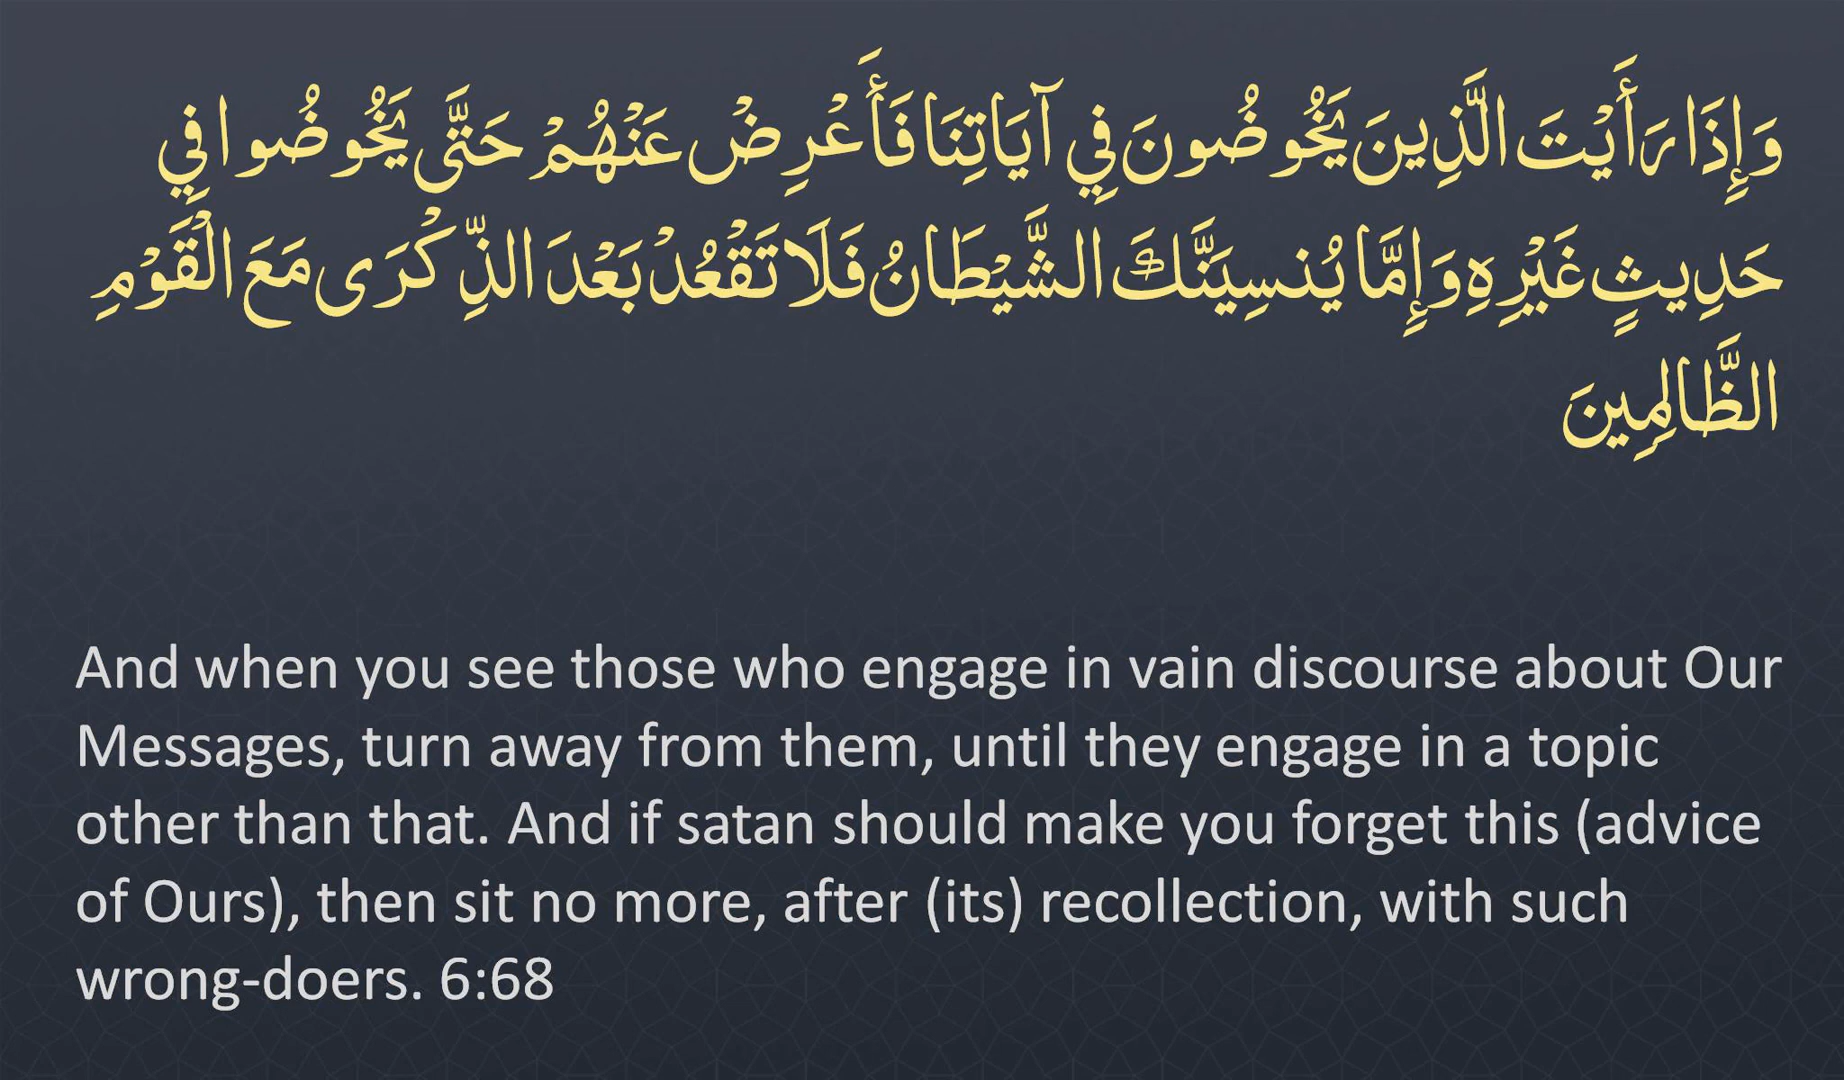 وَإِذَا رَأَيْتَ الَّذِينَ يَخُوضُونَ فِي آيَاتِنَا فَأَعْرِضْ عَنْهُمْ حَتَّى يَخُوضُوا فِي
حَدِيثٍ غَيْرِهِ وَإِمَّا يُنسِيَنَّكَ الشَّيْطَانُ فَلَا تَقْعُدْ بَعْدَ الذِّكْرَى مَعَ الْقَوْمِ
الظَّالِمِينَ
And when you see those who engage in vain discourse about Our
Messages, turn away from them, until they engage in a topic
other than that. And if satan should make you forget this (advice
of Ours), then sit no more, after (its) recollection, with such
wrong-doers. 6:68